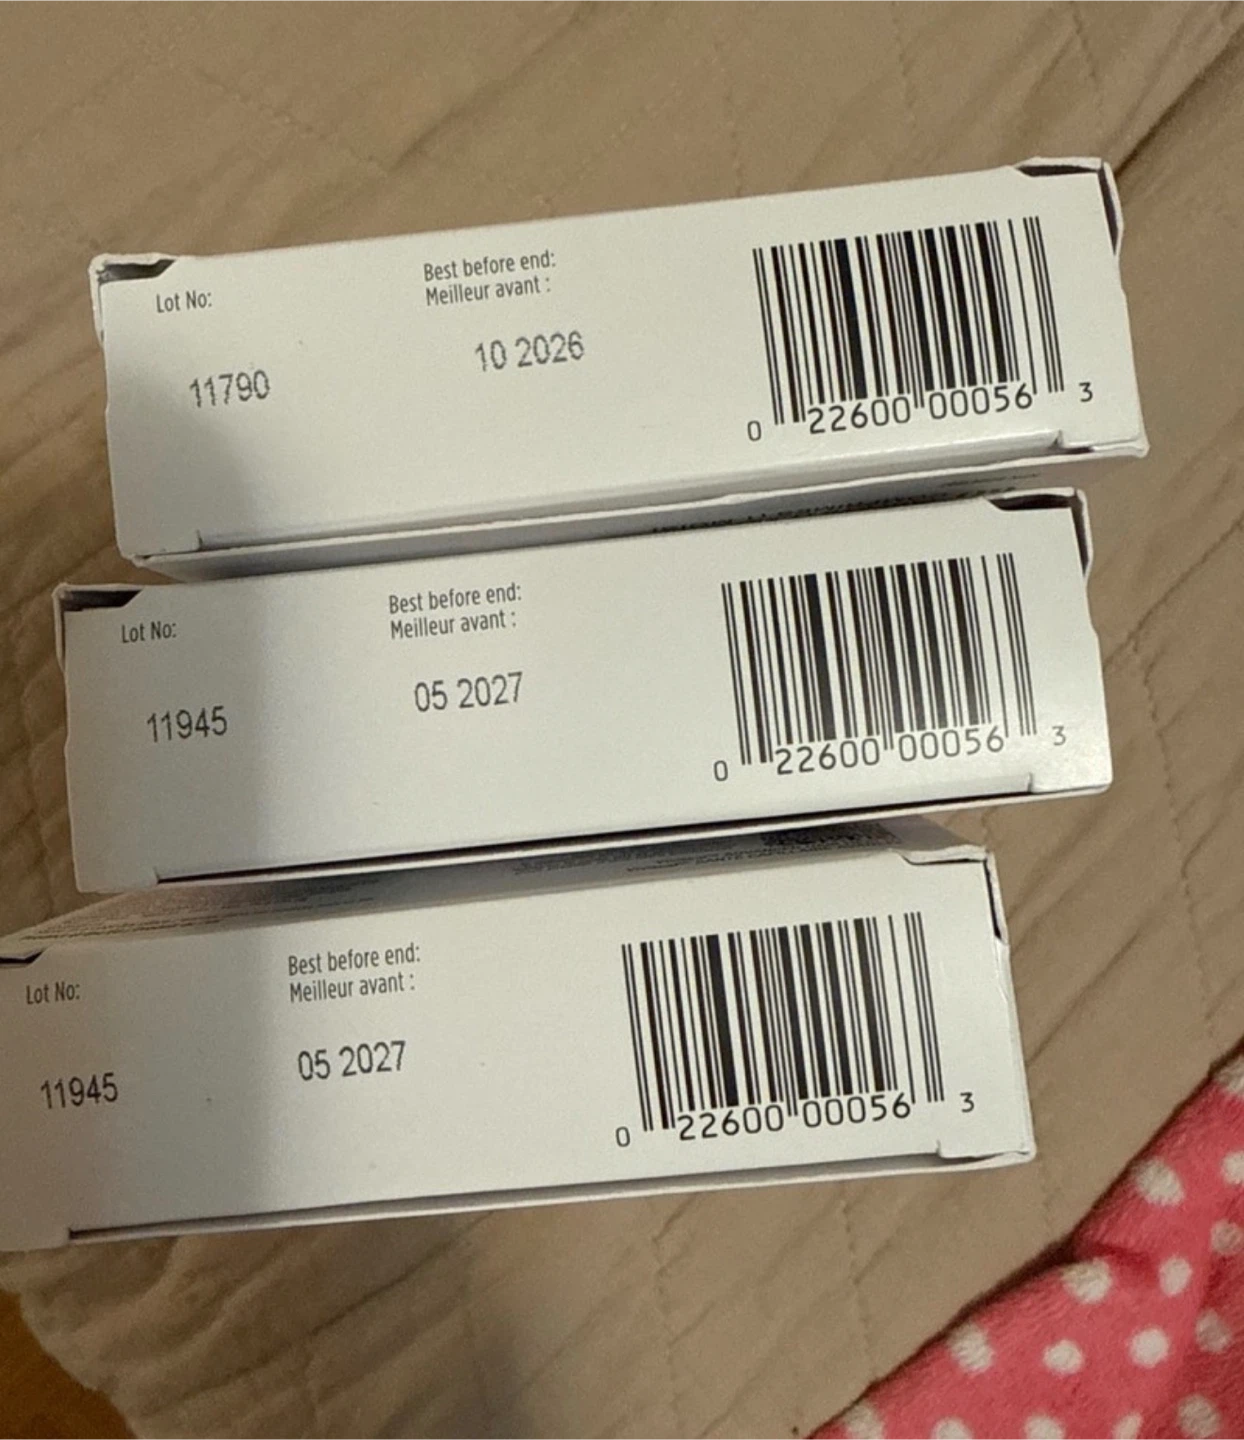 Lot No:
Best before end:
Meilleur avant :
11790
10 2026
0 22600 00056 3
Lot No:
Best before end:
Meilleur avant :
11945
05 2027
0 22600 00056 3
Lot No:
Best before end:
Meilleur avant :
11945
05 2027
0 22600 00056 3